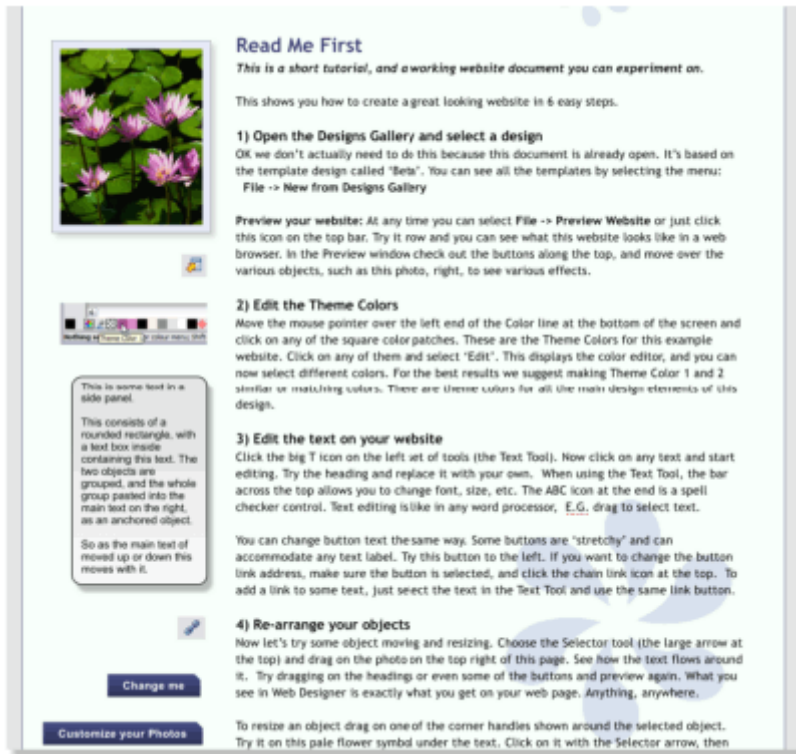 Read Me First
This is a short tutorial, and a working website document you can experiment on.
This shows you how to create a great looking website in 6 easy steps.
1) Open the Designs Gallery and select a design
OK we don't actually need to do this because this document is already open. It's based on
the template design called "Beta". You can see all the templates by selecting the menu:
File -> New from Designs Gallery
Preview your website: At any time you can select File -> Preview Website or just click
this icon on the top bar. Try it row and you can see what this website looks like in a web
browser. In the Preview window check out the buttons along the top, and move over the
various objects, such as this photo, right, to see various effects.
2) Edit the Theme Colors
Move the mouse pointer over the left end of the Color line at the bottom of the screen and
click on any of the square color patches. These are the Theme Colors for this example
website. Click on any of them and select "Edit". This displays the color editor, and you can
now select different colors. For the best results we suggest making Theme Color 1 and 2
similar or matching colors. There are theme colors for all the main design elements of this
design.
3) Edit the text on your website
Click the big T icon on the left set of tools (the Text Tool). Now click on any text and start
editing. Try the heading and replace it with your own. When using the Text Tool, the bar
across the top allows you to change font, size, etc. The ABC icon at the end is a spell
checker control. Text editing is like in any word processor, E.G. drag to select text.
You can change button text the same way. Some buttons are "stretchy" and can
accommodate any text label. Try this button to the left. If you want to change the button
link address, make sure the button is selected, and click the chain link icon at the top. To
add a link to some text, just select the text in the Text Tool and use the same link button.
4) Re-arrange your objects
Now let's try some object moving and resizing. Choose the Selector tool (the large arrow at
the top) and drag on the photo on the top right of this page. See how the text flows around
it. Try dragging on the headings or even some of the buttons and preview again. What you
see in Web Designer is exactly what you get on your web page. Anything, anywhere.
To resize an object drag on one of the corner handles shown around the selected object.
Try it on this pale flower symbol under the text. Click on it with the Selector arrow, then
Theme Color
This is some text in a
side panel.
This consists of a
rounded rectangle, with
a text box inside
containing this text. The
two objects are
grouped, and the whole
group pasted into the
main text on the right,
as an anchored object.
So as the main text of
moved up or down this
moves with it.
Change me
Customize your Photos